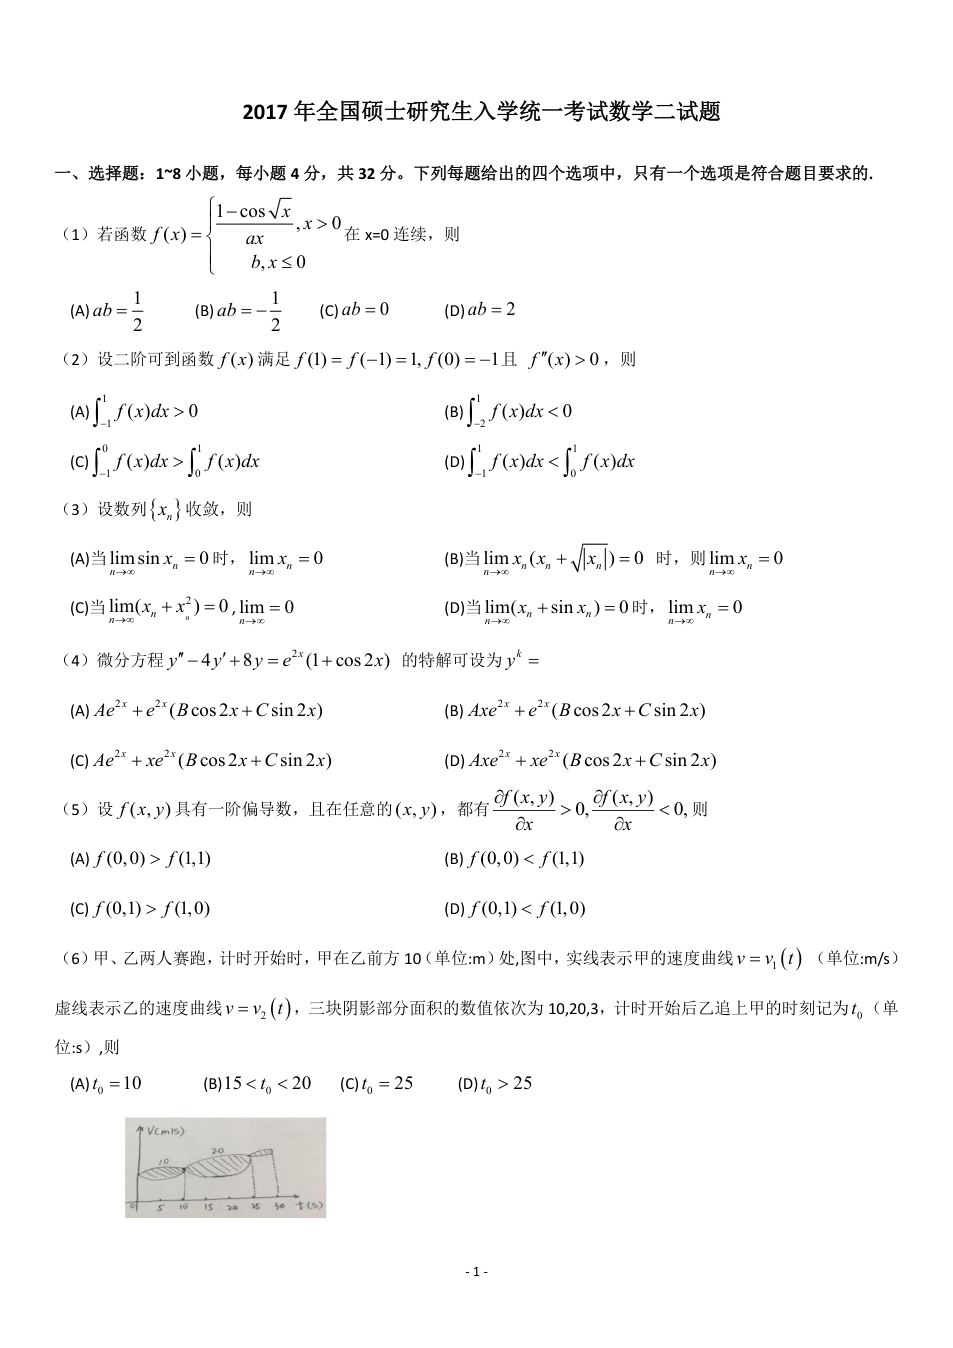 2017 年全国硕士研究生入学统一考试数学二试题
一、选择题：1~8 小题，每小题 4 分，共 32 分。下列每题给出的四个选项中，只有一个选项是符合题目要求的.
（1）若函数 f(x) = { (1−cos√x)/(ax), x > 0; b, x ≤ 0 在 x=0 连续，则
(A) ab = 1/2 (B) ab = −1/2 (C) ab = 0 (D) ab = 2
（2）设二阶可到函数 f(x) 满足 f(1) = f(−1) = 1, f(0) = −1 且 f″(x) > 0，则
(A) ∫_{−1}^{1} f(x)dx > 0 (B) ∫_{−2}^{1} f(x)dx < 0
(C) ∫_{−1}^{0} f(x)dx > ∫_{0}^{1} f(x)dx (D) ∫_{−1}^{1} f(x)dx < ∫_{0}^{1} f(x)dx
（3）设数列 {x_n} 收敛，则
(A)当 lim_{n→∞} sin x_n = 0 时， lim_{n→∞} x_n = 0 (B)当 lim_{n→∞} x_n(x_n + √|x_n|) = 0 时，则 lim_{n→∞} x_n = 0
(C)当 lim_{n→∞}(x_n + x_n^2) = 0 , lim_{n→∞} = 0 (D)当 lim_{n→∞}(x_n + sin x_n) = 0 时， lim_{n→∞} x_n = 0
（4）微分方程 y″ − 4y′ + 8y = e^{2x}(1 + cos 2x) 的特解可设为 y^k =
(A) Ae^{2x} + e^{2x}(B cos 2x + C sin 2x) (B) Axe^{2x} + e^{2x}(B cos 2x + C sin 2x)
(C) Ae^{2x} + xe^{2x}(B cos 2x + C sin 2x) (D) Axe^{2x} + xe^{2x}(B cos 2x + C sin 2x)
（5）设 f(x, y) 具有一阶偏导数，且在任意的 (x, y)，都有 ∂f(x, y)/∂x > 0, ∂f(x, y)/∂x < 0, 则
(A) f(0,0) > f(1,1) (B) f(0,0) < f(1,1)
(C) f(0,1) > f(1,0) (D) f(0,1) < f(1,0)
（6）甲、乙两人赛跑，计时开始时，甲在乙前方 10（单位:m）处,图中，实线表示甲的速度曲线 v = v_1(t) （单位:m/s）
虚线表示乙的速度曲线 v = v_2(t)，三块阴影部分面积的数值依次为 10,20,3，计时开始后乙追上甲的时刻记为 t_0（单
位:s）,则
(A) t_0 = 10 (B) 15 < t_0 < 20 (C) t_0 = 25 (D) t_0 > 25
V(m/s)
10 20
0 5 10 15 20 25 30 t(s)
- 1 -